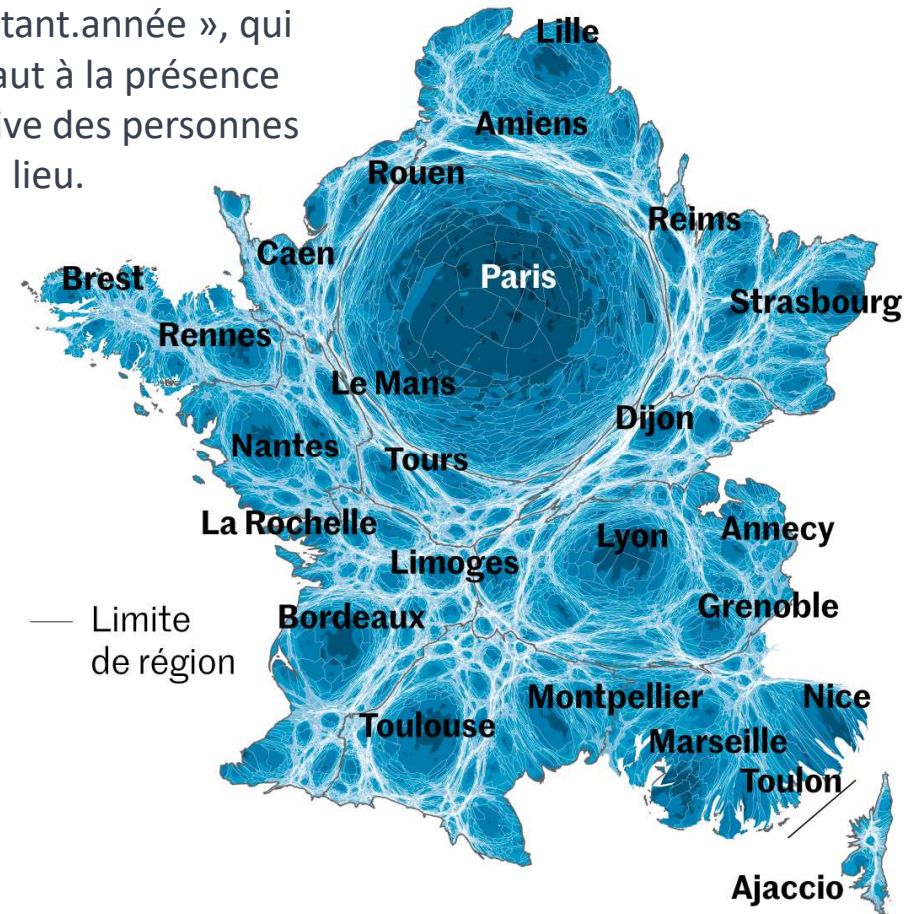 tant.année », qui
aut à la présence
ive des personnes
lieu.
Lille
Amiens
Rouen
Reims
Caen
Paris
Brest
Strasbourg
Rennes
Le Mans
Dijon
Nantes
Tours
La Rochelle
Lyon
Annecy
Limoges
Grenoble
Bordeaux
Limite
de région
Montpellier
Nice
Toulouse
Marseille
Toulon
Ajaccio